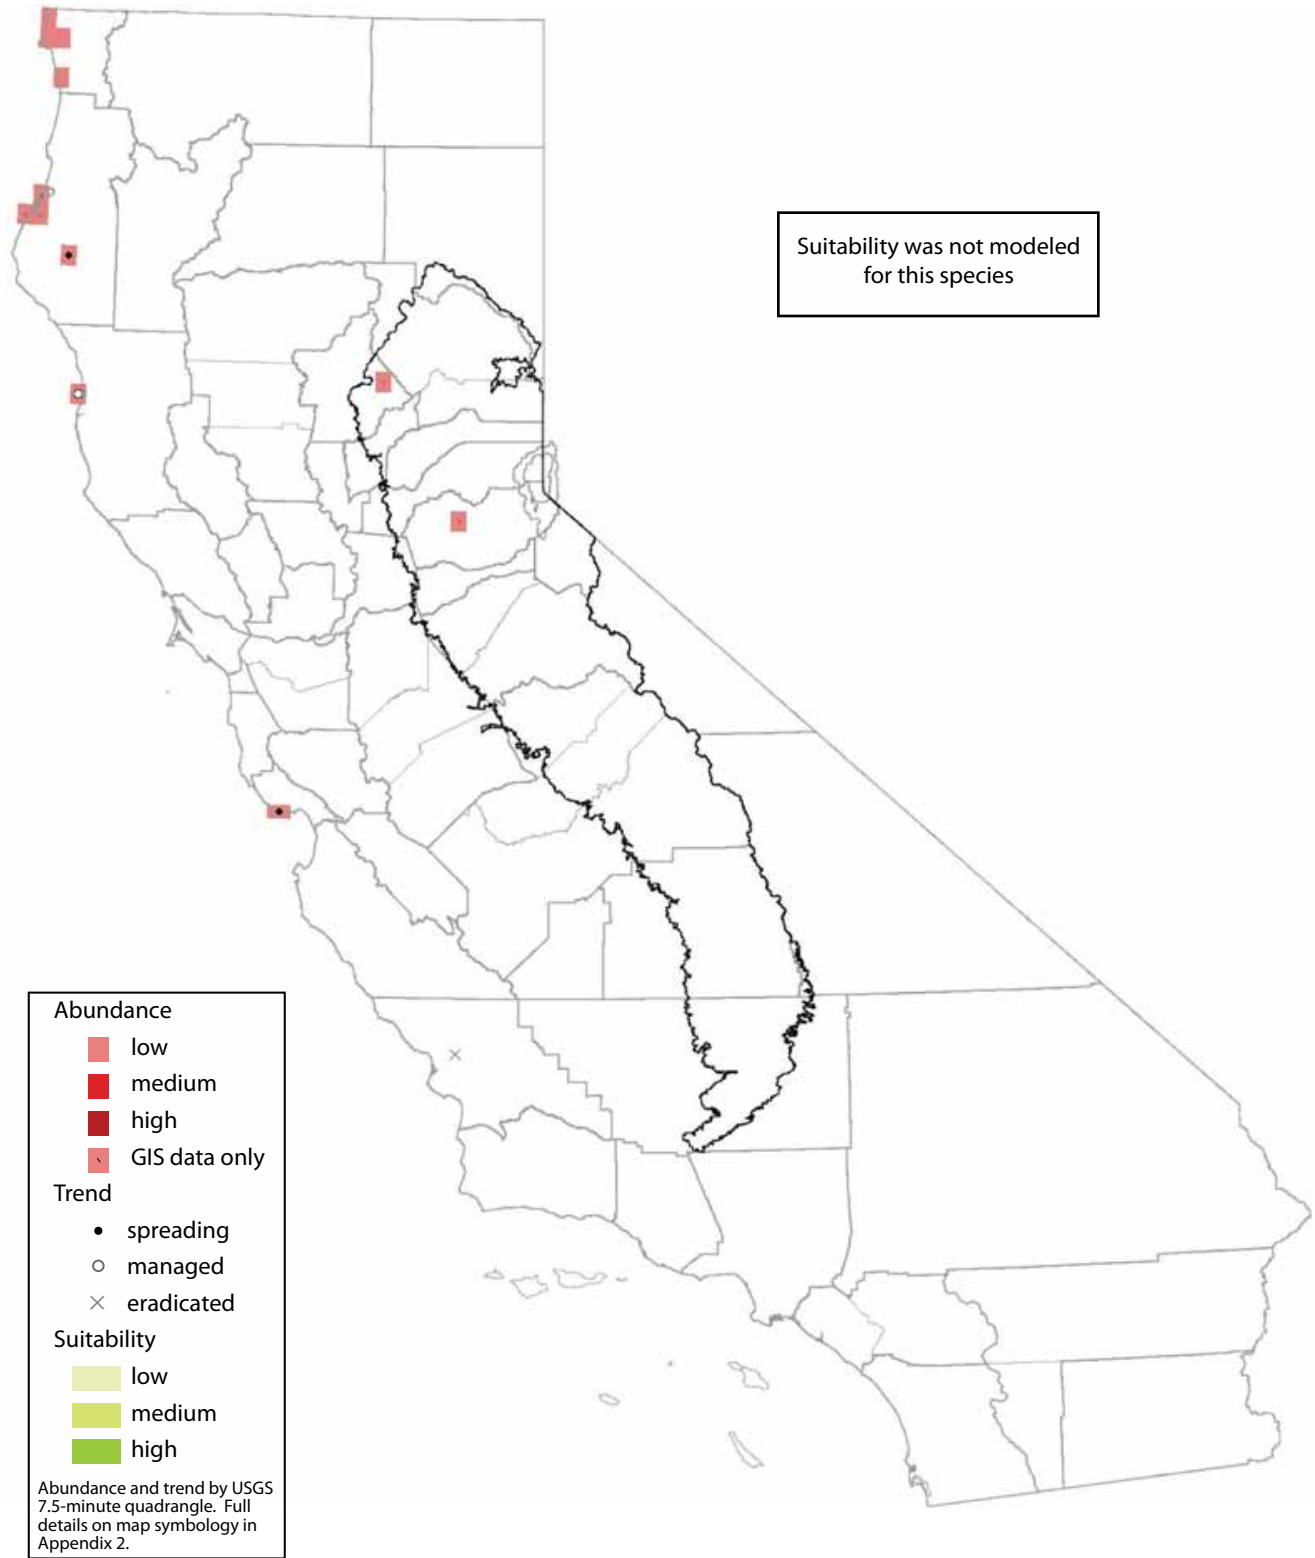 Suitability was not modeled
for this species
Abundance
low
medium
high
GIS data only
Trend
spreading
managed
eradicated
Suitability
low
medium
high
Abundance and trend by USGS
7.5-minute quadrangle.  Full
details on map symbology in
Appendix 2.